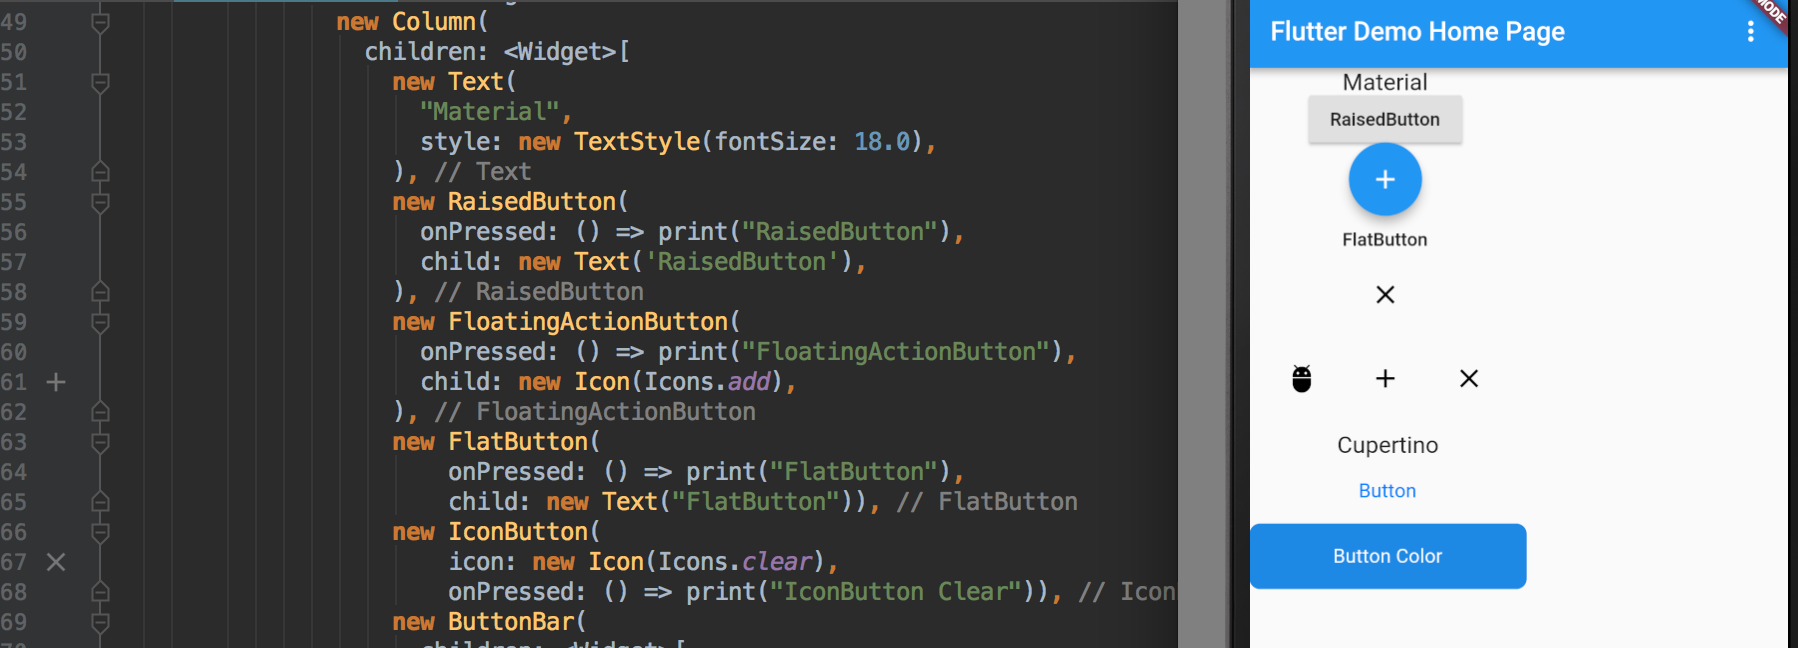 49 new Column(
50 children: <Widget>[
51 new Text(
52 "Material",
53 style: new TextStyle(fontSize: 18.0),
54 ), // Text
55 new RaisedButton(
56 onPressed: () => print("RaisedButton"),
57 child: new Text('RaisedButton'),
58 ), // RaisedButton
59 new FloatingActionButton(
60 onPressed: () => print("FloatingActionButton"),
61 child: new Icon(Icons.add),
62 ), // FloatingActionButton
63 new FlatButton(
64 onPressed: () => print("FlatButton"),
65 child: new Text("FlatButton")), // FlatButton
66 new IconButton(
67 icon: new Icon(Icons.clear),
68 onPressed: () => print("IconButton Clear")), // Icon
69 new ButtonBar(
70 children: <Widget>[
Flutter Demo Home Page
MODE
Material
RaisedButton
FlatButton
Cupertino
Button
Button Color